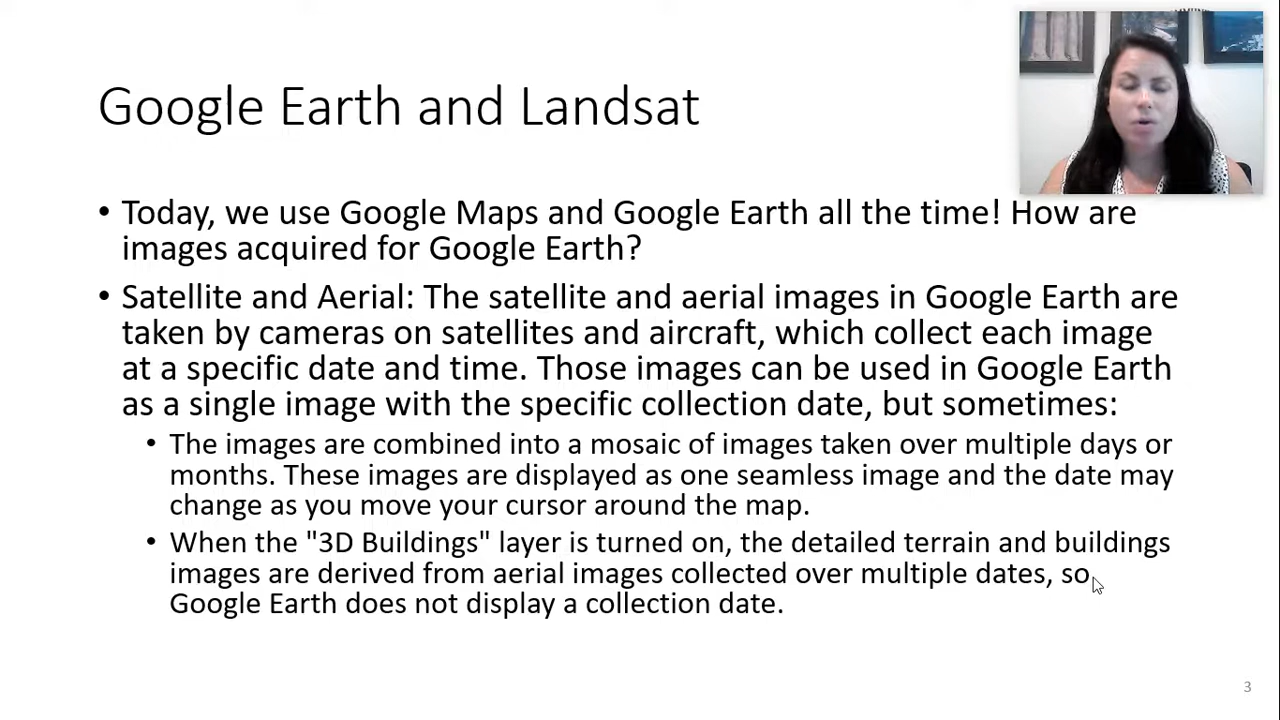 Google Earth and Landsat
• Today, we use Google Maps and Google Earth all the time! How are
images acquired for Google Earth?
• Satellite and Aerial: The satellite and aerial images in Google Earth are
taken by cameras on satellites and aircraft, which collect each image
at a specific date and time. Those images can be used in Google Earth
as a single image with the specific collection date, but sometimes:
• The images are combined into a mosaic of images taken over multiple days or
months. These images are displayed as one seamless image and the date may
change as you move your cursor around the map.
• When the "3D Buildings" layer is turned on, the detailed terrain and buildings
images are derived from aerial images collected over multiple dates, so
Google Earth does not display a collection date.
3